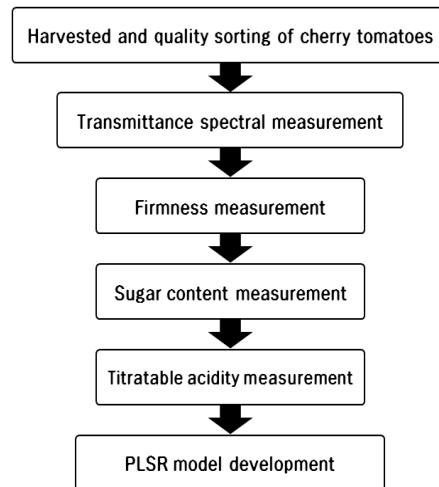 Harvested and quality sorting of cherry tomatoes
Transmittance spectral measurement
Firmness measurement
Sugar content measurement
Titratable acidity measurement
PLSR model development